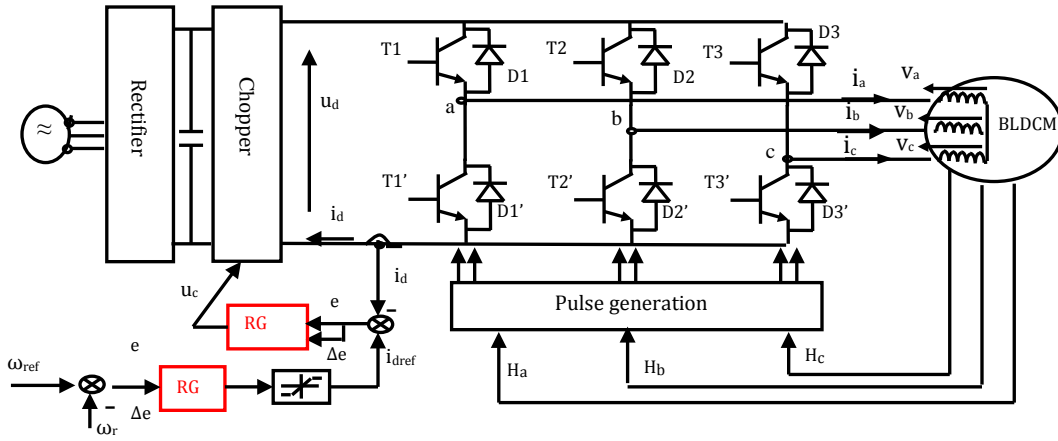 Rectifier
Chopper
≈
u_d
i_d
T1
D1
T2
D2
T3
D3
a
b
c
i_a
v_a
i_b
v_b
i_c
v_c
BLDCM
T1’
D1’
T2’
D2’
T3’
D3’
i_d
u_c
e
RG
Δe
-
i_dref
Pulse generation
H_a
H_b
H_c
e
ω_ref
RG
Δe
-
ω_r